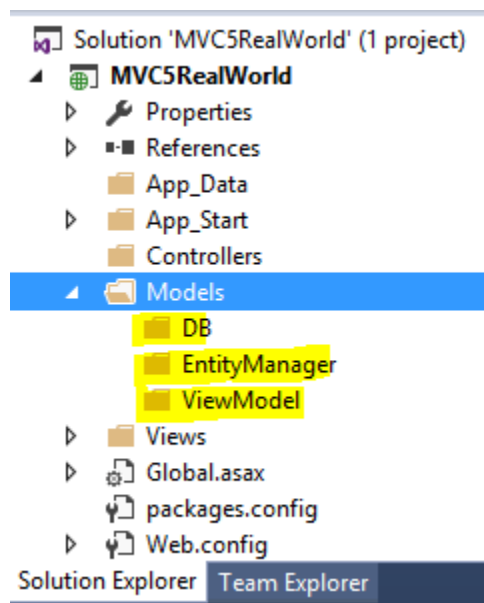 Solution 'MVC5RealWorld' (1 project)
MVC5RealWorld
Properties
References
App_Data
App_Start
Controllers
Models
DB
EntityManager
ViewModel
Views
Global.asax
packages.config
Web.config
Solution Explorer Team Explorer